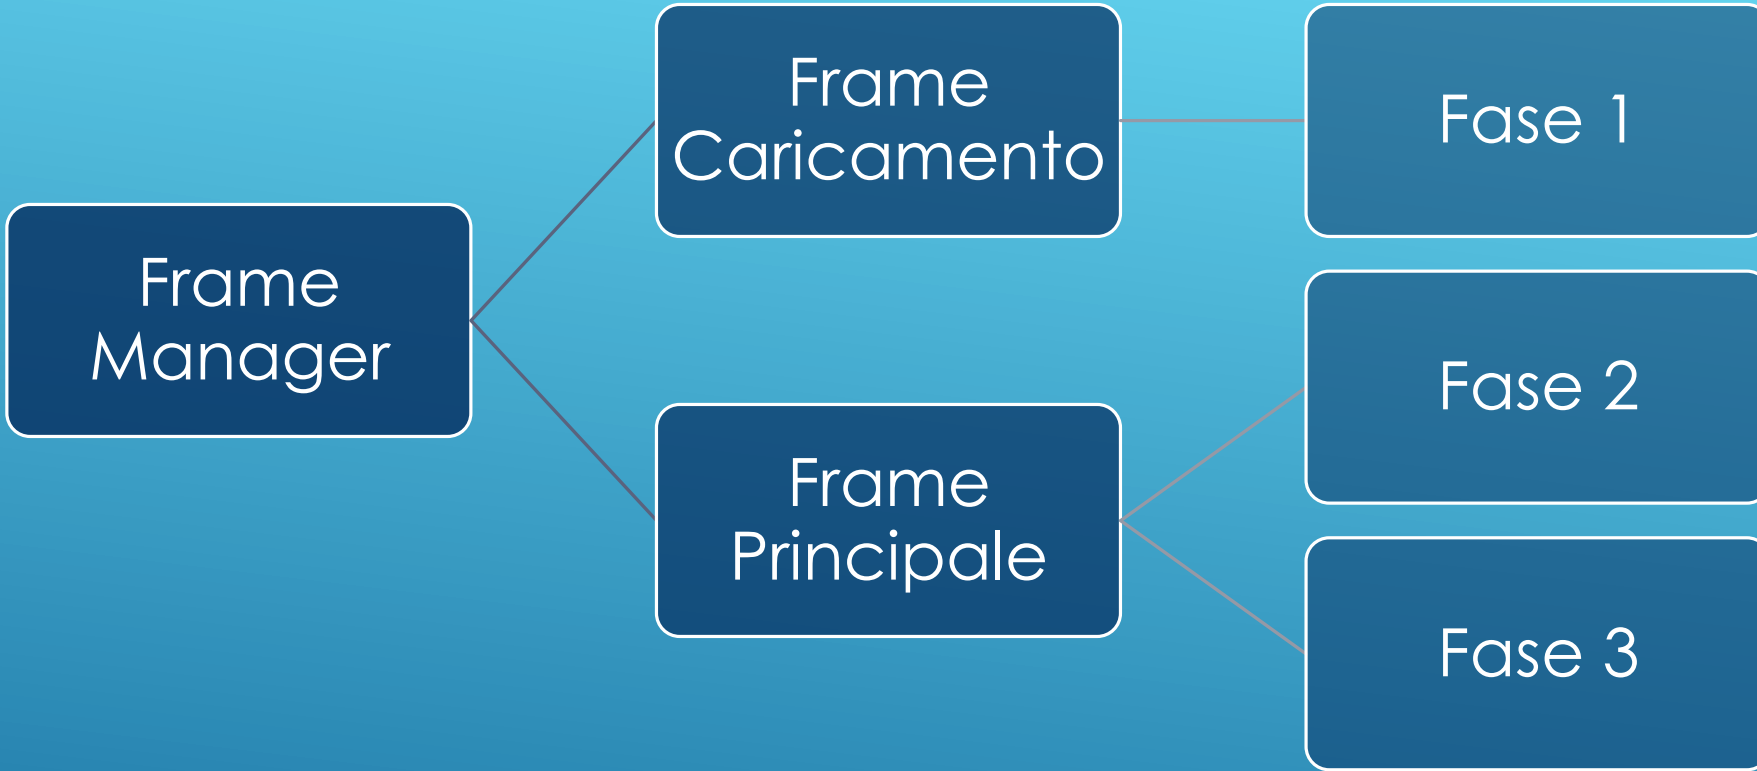 Frame
Manager
Frame
Caricamento
Frame
Principale
Fase 1
Fase 2
Fase 3